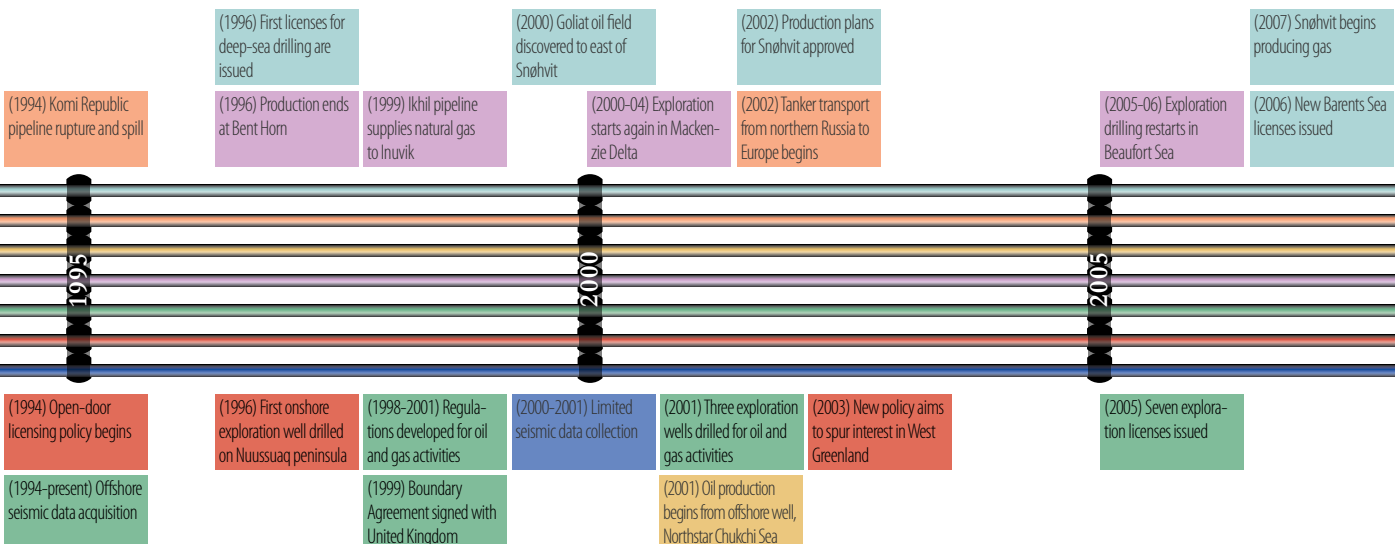 (1996) First licenses for
deep-sea drilling are
issued
(2000) Goliat oil field
discovered to east of
Snøhvit
(2002) Production plans
for Snøhvit approved
(2007) Snøhvit begins
producing gas
(1994) Komi Republic
pipeline rupture and spill
(1996) Production ends
at Bent Horn
(1999) Ikhil pipeline
supplies natural gas
to Inuvik
(2000-04) Exploration
starts again in Macken-
zie Delta
(2002) Tanker transport
from northern Russia to
Europe begins
(2005-06) Exploration
drilling restarts in
Beaufort Sea
(2006) New Barents Sea
licenses issued
1995
2000
2005
(1994) Open-door
licensing policy begins
(1996) First onshore
exploration well drilled
on Nuussuaq peninsula
(1998-2001) Regula-
tions developed for oil
and gas activities
(2000-2001) Limited
seismic data collection
(2001) Three exploration
wells drilled for oil and
gas activities
(2003) New policy aims
to spur interest in West
Greenland
(2005) Seven explora-
tion licenses issued
(1994-present) Offshore
seismic data acquisition
(1999) Boundary
Agreement signed with
United Kingdom
(2001) Oil production
begins from offshore well,
Northstar Chukchi Sea